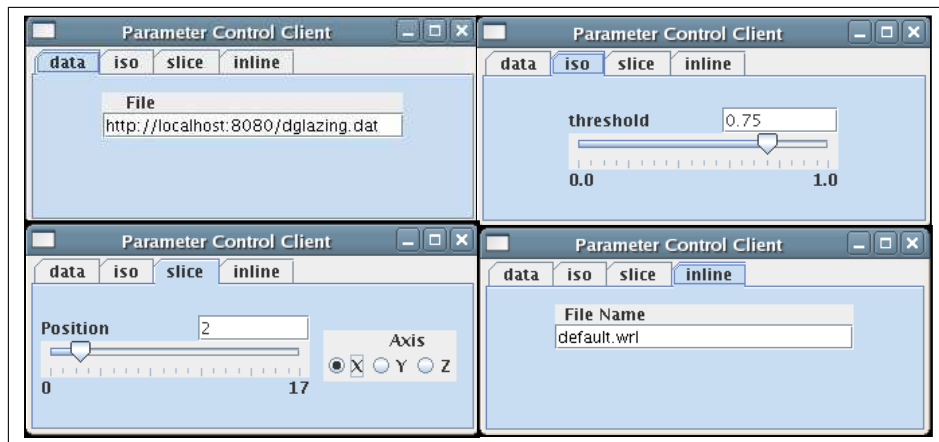 Parameter Control Client
data iso slice inline
File
http://localhost:8080/dglazing.dat
Parameter Control Client
data iso slice inline
threshold 0.75
0.0 1.0
Parameter Control Client
data iso slice inline
Position 2
Axis
X Y Z
0 17
Parameter Control Client
data iso slice inline
File Name
default.wrl